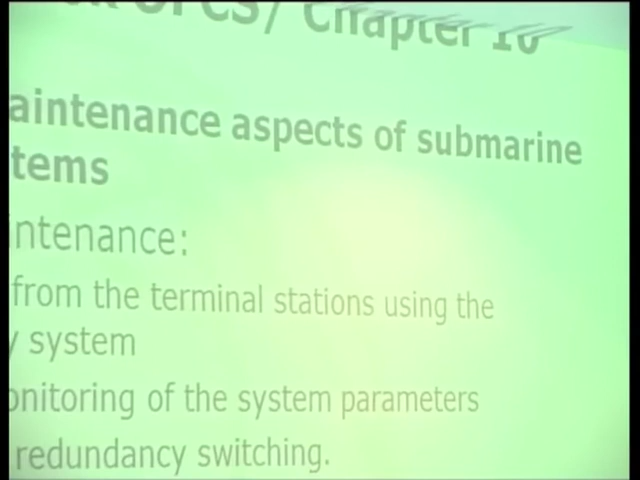 Chapter 10
aintenance aspects of submarine
tems
intenance:
from the terminal stations using the
y system
onitoring of the system parameters
redundancy switching.